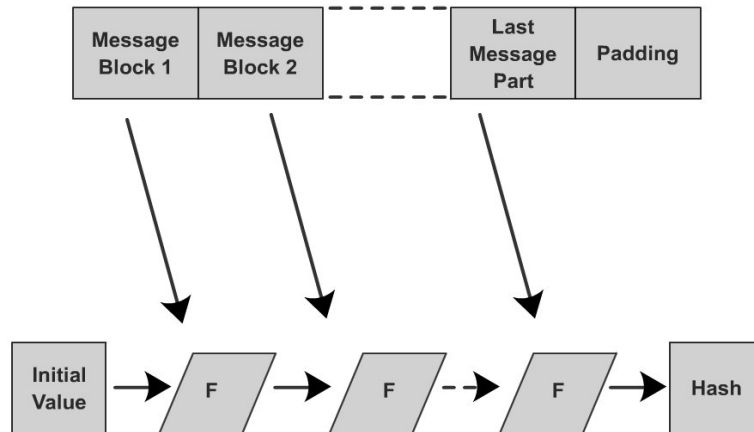 Message
Block 1
Message
Block 2
Last
Message
Part
Padding
Initial
Value
F
F
F
Hash